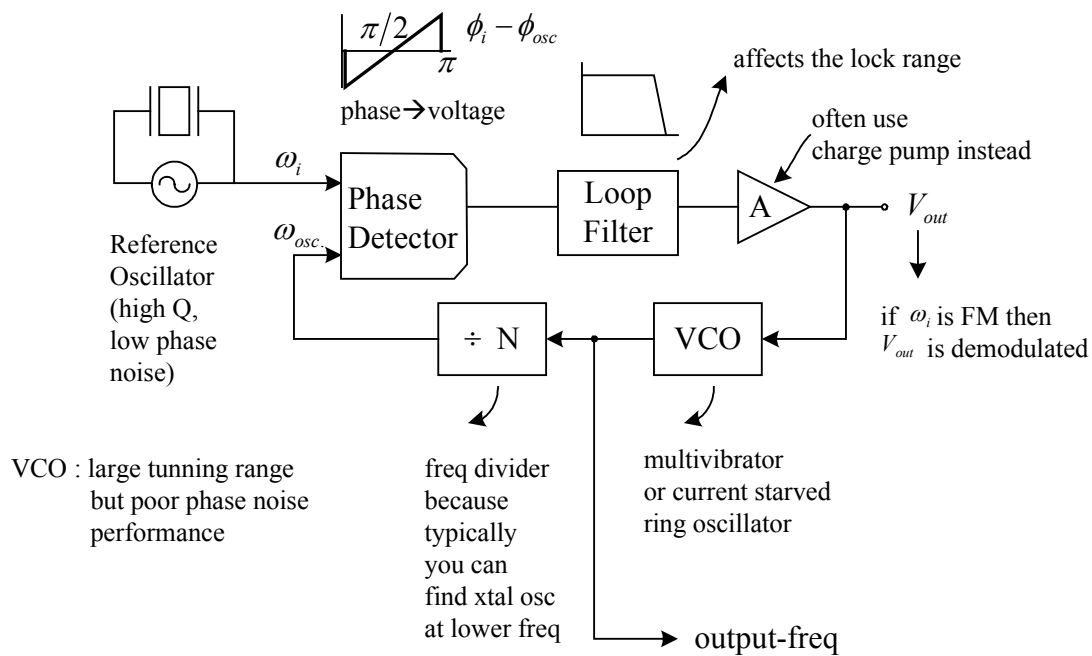 π/2
ϕi − ϕosc
π
phase→voltage
affects the lock range
often use
charge pump instead
ωi
Phase
Detector
Loop
Filter
A
Vout
ωosc.
Reference
Oscillator
(high Q,
low phase
noise)
÷ N
VCO
if ωi is FM then
Vout is demodulated
VCO : large tunning range
but poor phase noise
performance
freq divider
because
typically
you can
find xtal osc
at lower freq
multivibrator
or current starved
ring oscillator
output-freq